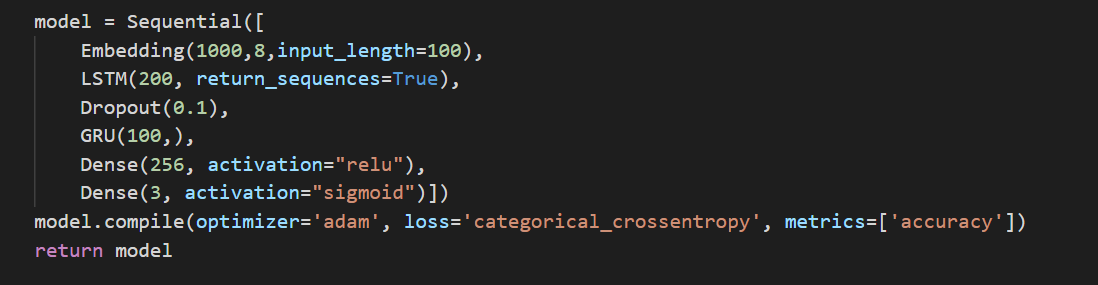 model = Sequential([
    Embedding(1000,8,input_length=100),
    LSTM(200, return_sequences=True),
    Dropout(0.1),
    GRU(100,),
    Dense(256, activation="relu"),
    Dense(3, activation="sigmoid")])
model.compile(optimizer='adam', loss='categorical_crossentropy', metrics=['accuracy'])
return model